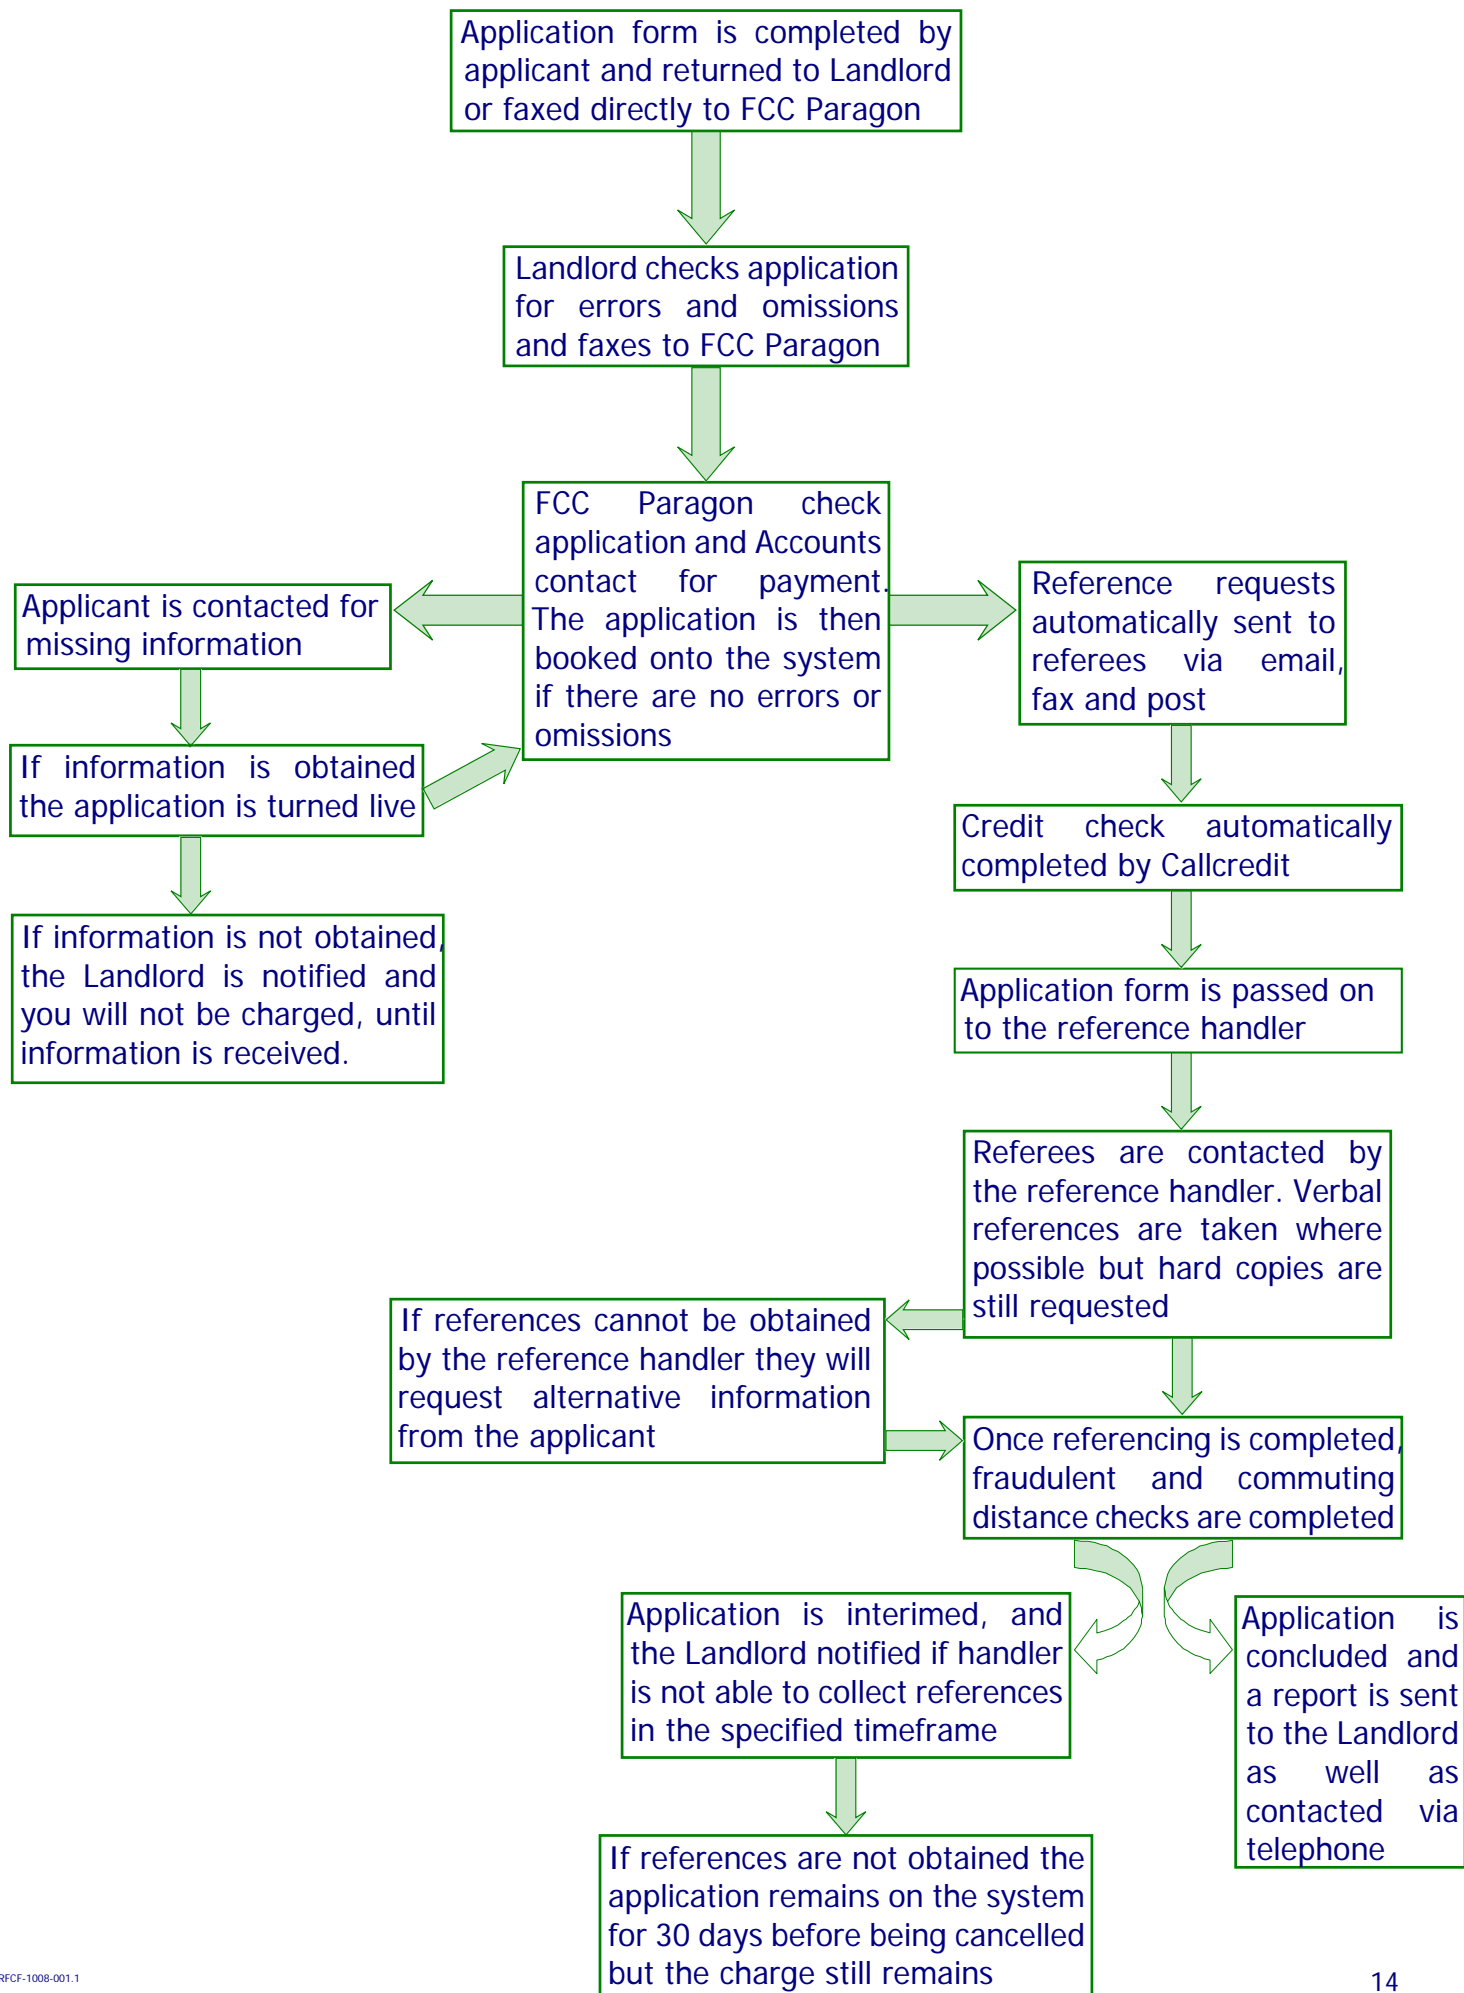 Application form is completed by
applicant and returned to Landlord
or faxed directly to FCC Paragon
Landlord checks application
for errors and omissions
and faxes to FCC Paragon
FCC Paragon check
application and Accounts
contact for payment.
The application is then
booked onto the system
if there are no errors or
omissions
Applicant is contacted for
missing information
If information is obtained
the application is turned live
If information is not obtained,
the Landlord is notified and
you will not be charged, until
information is received.
Reference requests
automatically sent to
referees via email,
fax and post
Credit check automatically
completed by Callcredit
Application form is passed on
to the reference handler
Referees are contacted by
the reference handler. Verbal
references are taken where
possible but hard copies are
still requested
If references cannot be obtained
by the reference handler they will
request alternative information
from the applicant
Once referencing is completed,
fraudulent and commuting
distance checks are completed
Application is interimed, and
the Landlord notified if handler
is not able to collect references
in the specified timeframe
Application is
concluded and
a report is sent
to the Landlord
as well as
contacted via
telephone
If references are not obtained the
application remains on the system
for 30 days before being cancelled
but the charge still remains
RFCF-1008-001.1
14